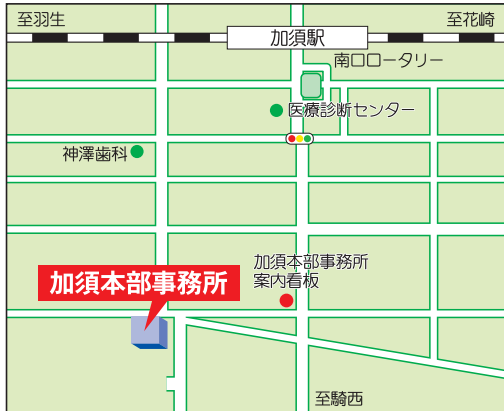 至羽生
至花崎
加須駅
南口ロータリー
医療診断センター
神澤歯科
加須本部事務所
案内看板
加須本部事務所
至騎西